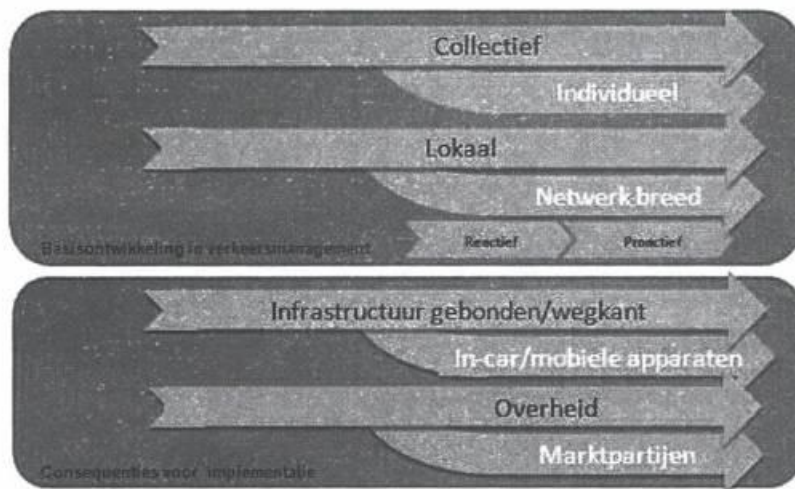 Collectief
Individueel
Lokaal
Netwerk breed
Reactief
Proactief
Basisontwikkeling in verkeersmanagement
Infrastructuur gebonden/wegkant
In-car/mobiele apparaten
Overheid
Marktpartijen
Consequenties voor implementatie